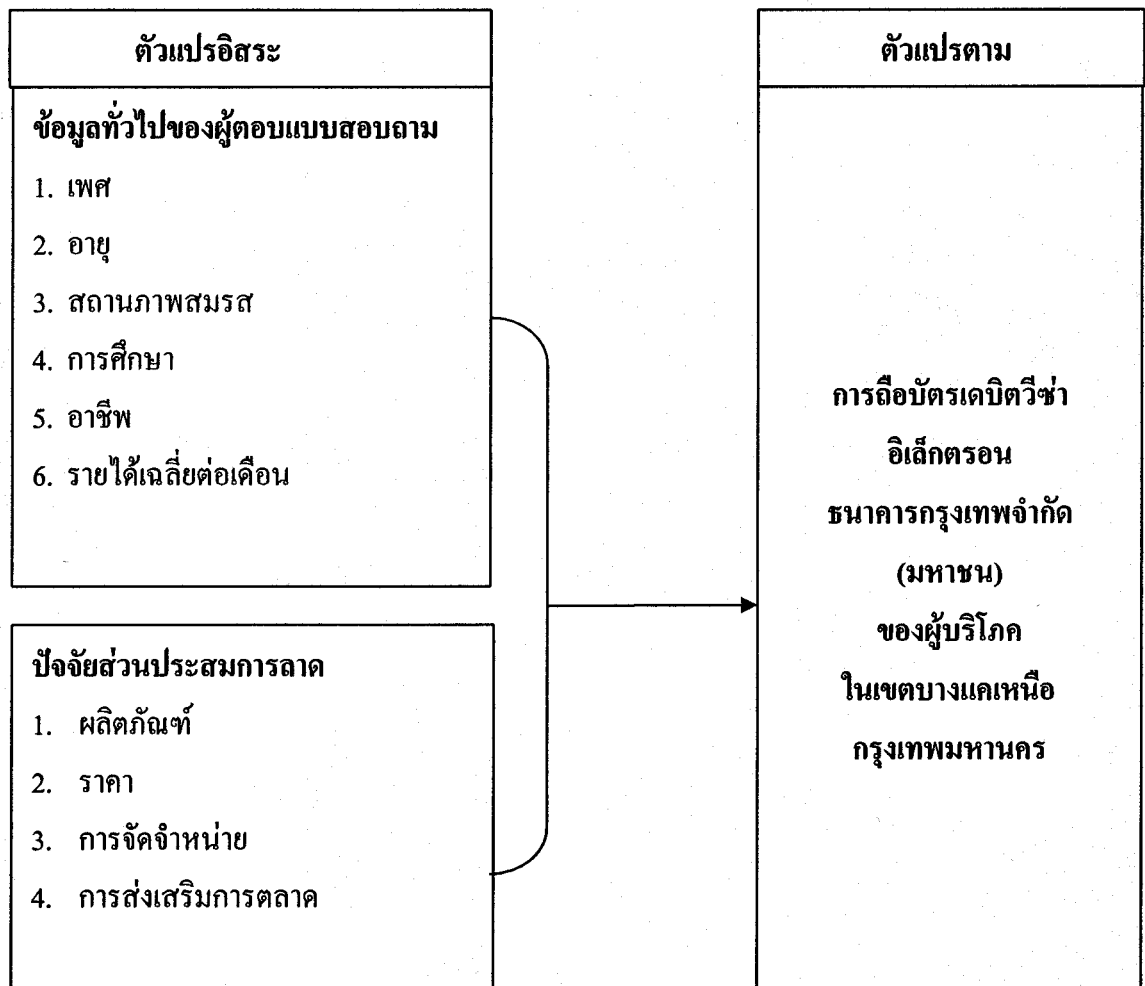 ตัวแปรอิสระ
ข้อมูลทั่วไปของผู้ตอบแบบสอบถาม
1. เพศ
2. อายุ
3. สถานภาพสมรส
4. การศึกษา
5. อาชีพ
6. รายได้เฉลี่ยต่อเดือน
ปัจจัยส่วนประสมการลาด
1. ผลิตภัณฑ์
2. ราคา
3. การจัดจำหน่าย
4. การส่งเสริมการตลาด
ตัวแปรตาม
การถือบัตรเดบิตวีซ่า
อิเล็กตรอน
ธนาคารกรุงเทพจำกัด
(มหาชน)
ของผู้บริโภค
ในเขตบางแคเหนือ
กรุงเทพมหานคร